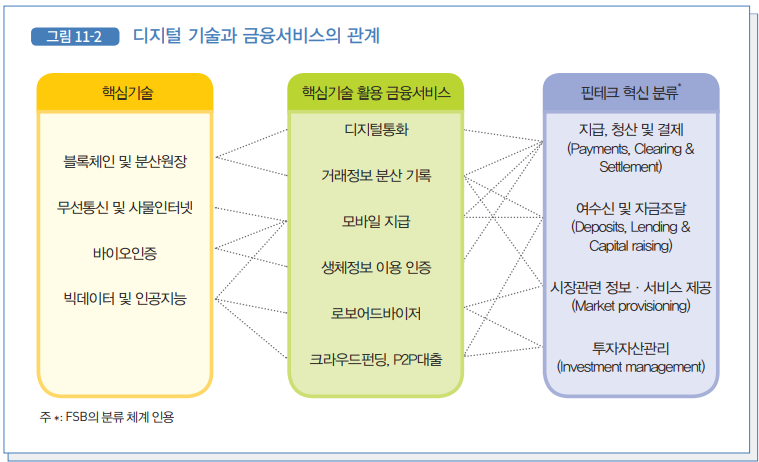 그림 11-2 디지털 기술과 금융서비스의 관계
핵심기술
블록체인 및 분산원장
무선통신 및 사물인터넷
바이오인증
빅데이터 및 인공지능
핵심기술 활용 금융서비스
디지털통화
거래정보 분산 기록
모바일 지급
생체정보 이용 인증
로보어드바이저
크라우드펀딩, P2P대출
핀테크 혁신 분류*
지급, 청산 및 결제
(Payments, Clearing &
Settlement)
여수신 및 자금조달
(Deposits, Lending &
Capital raising)
시장관련 정보 · 서비스 제공
(Market provisioning)
투자자산관리
(Investment management)
주 *: FSB의 분류 체계 인용